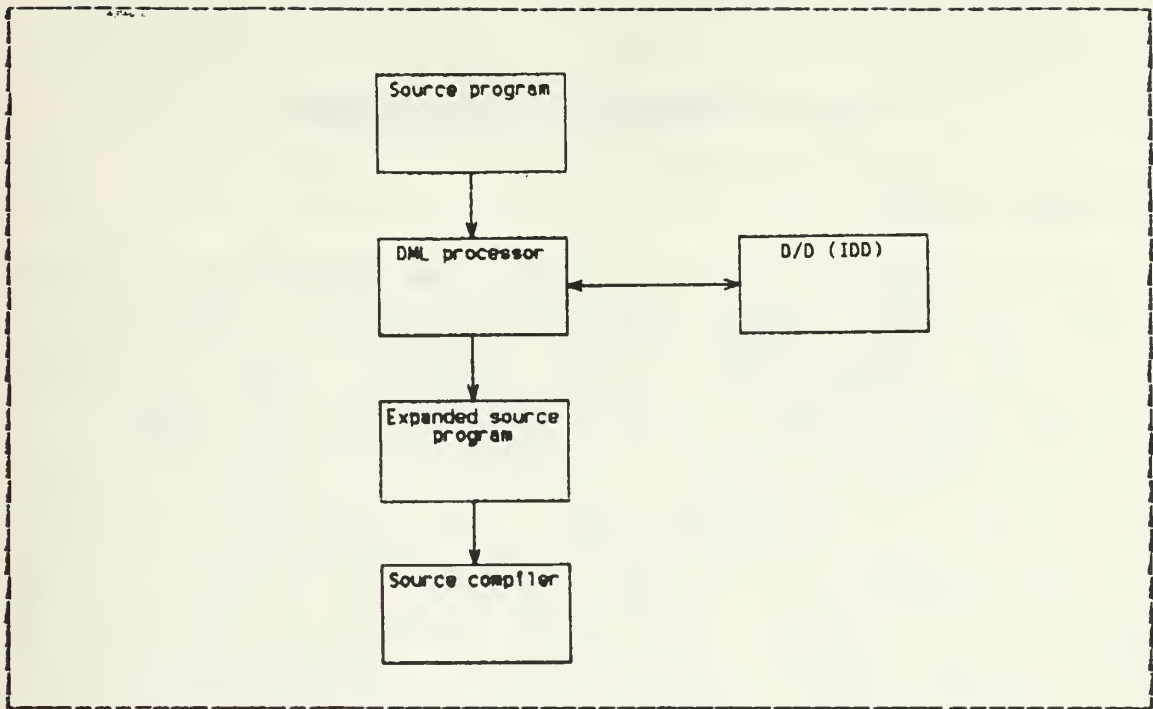 Source program
DML processor
D/D (IDD)
Expanded source
program
Source compiler